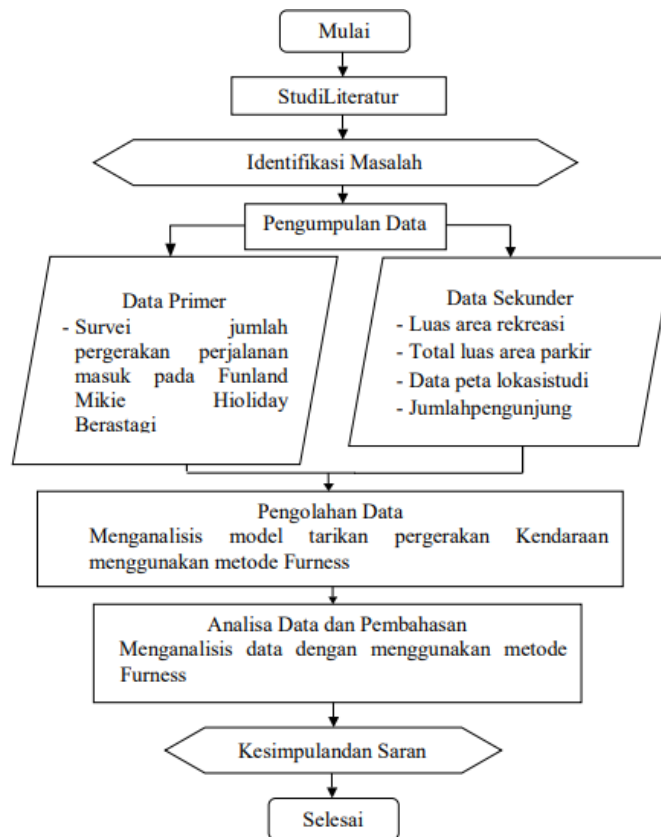 Mulai
StudiLiteratur
Identifikasi Masalah
Pengumpulan Data
Data Primer
- Survei jumlah
pergerakan perjalanan
masuk pada Funland
Mikie Hioliday
Berastagi
Data Sekunder
- Luas area rekreasi
- Total luas area parkir
- Data peta lokasistudi
- Jumlahpengunjung
Pengolahan Data
Menganalisis model tarikan pergerakan Kendaraan
menggunakan metode Furness
Analisa Data dan Pembahasan
Menganalisis data dengan menggunakan metode
Furness
Kesimpulandan Saran
Selesai